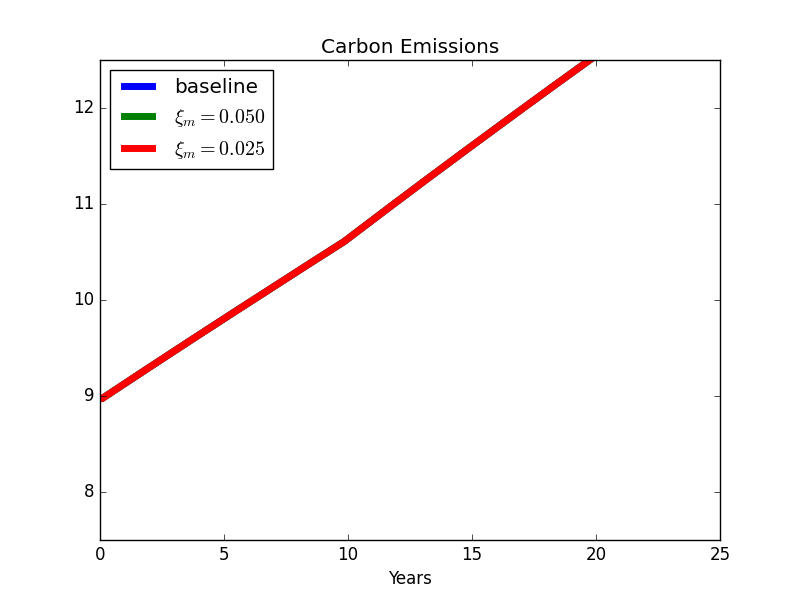 Carbon Emissions
baseline
ξm = 0.050
ξm = 0.025
12
11
10
9
8
0 5 10 15 20 25
Years